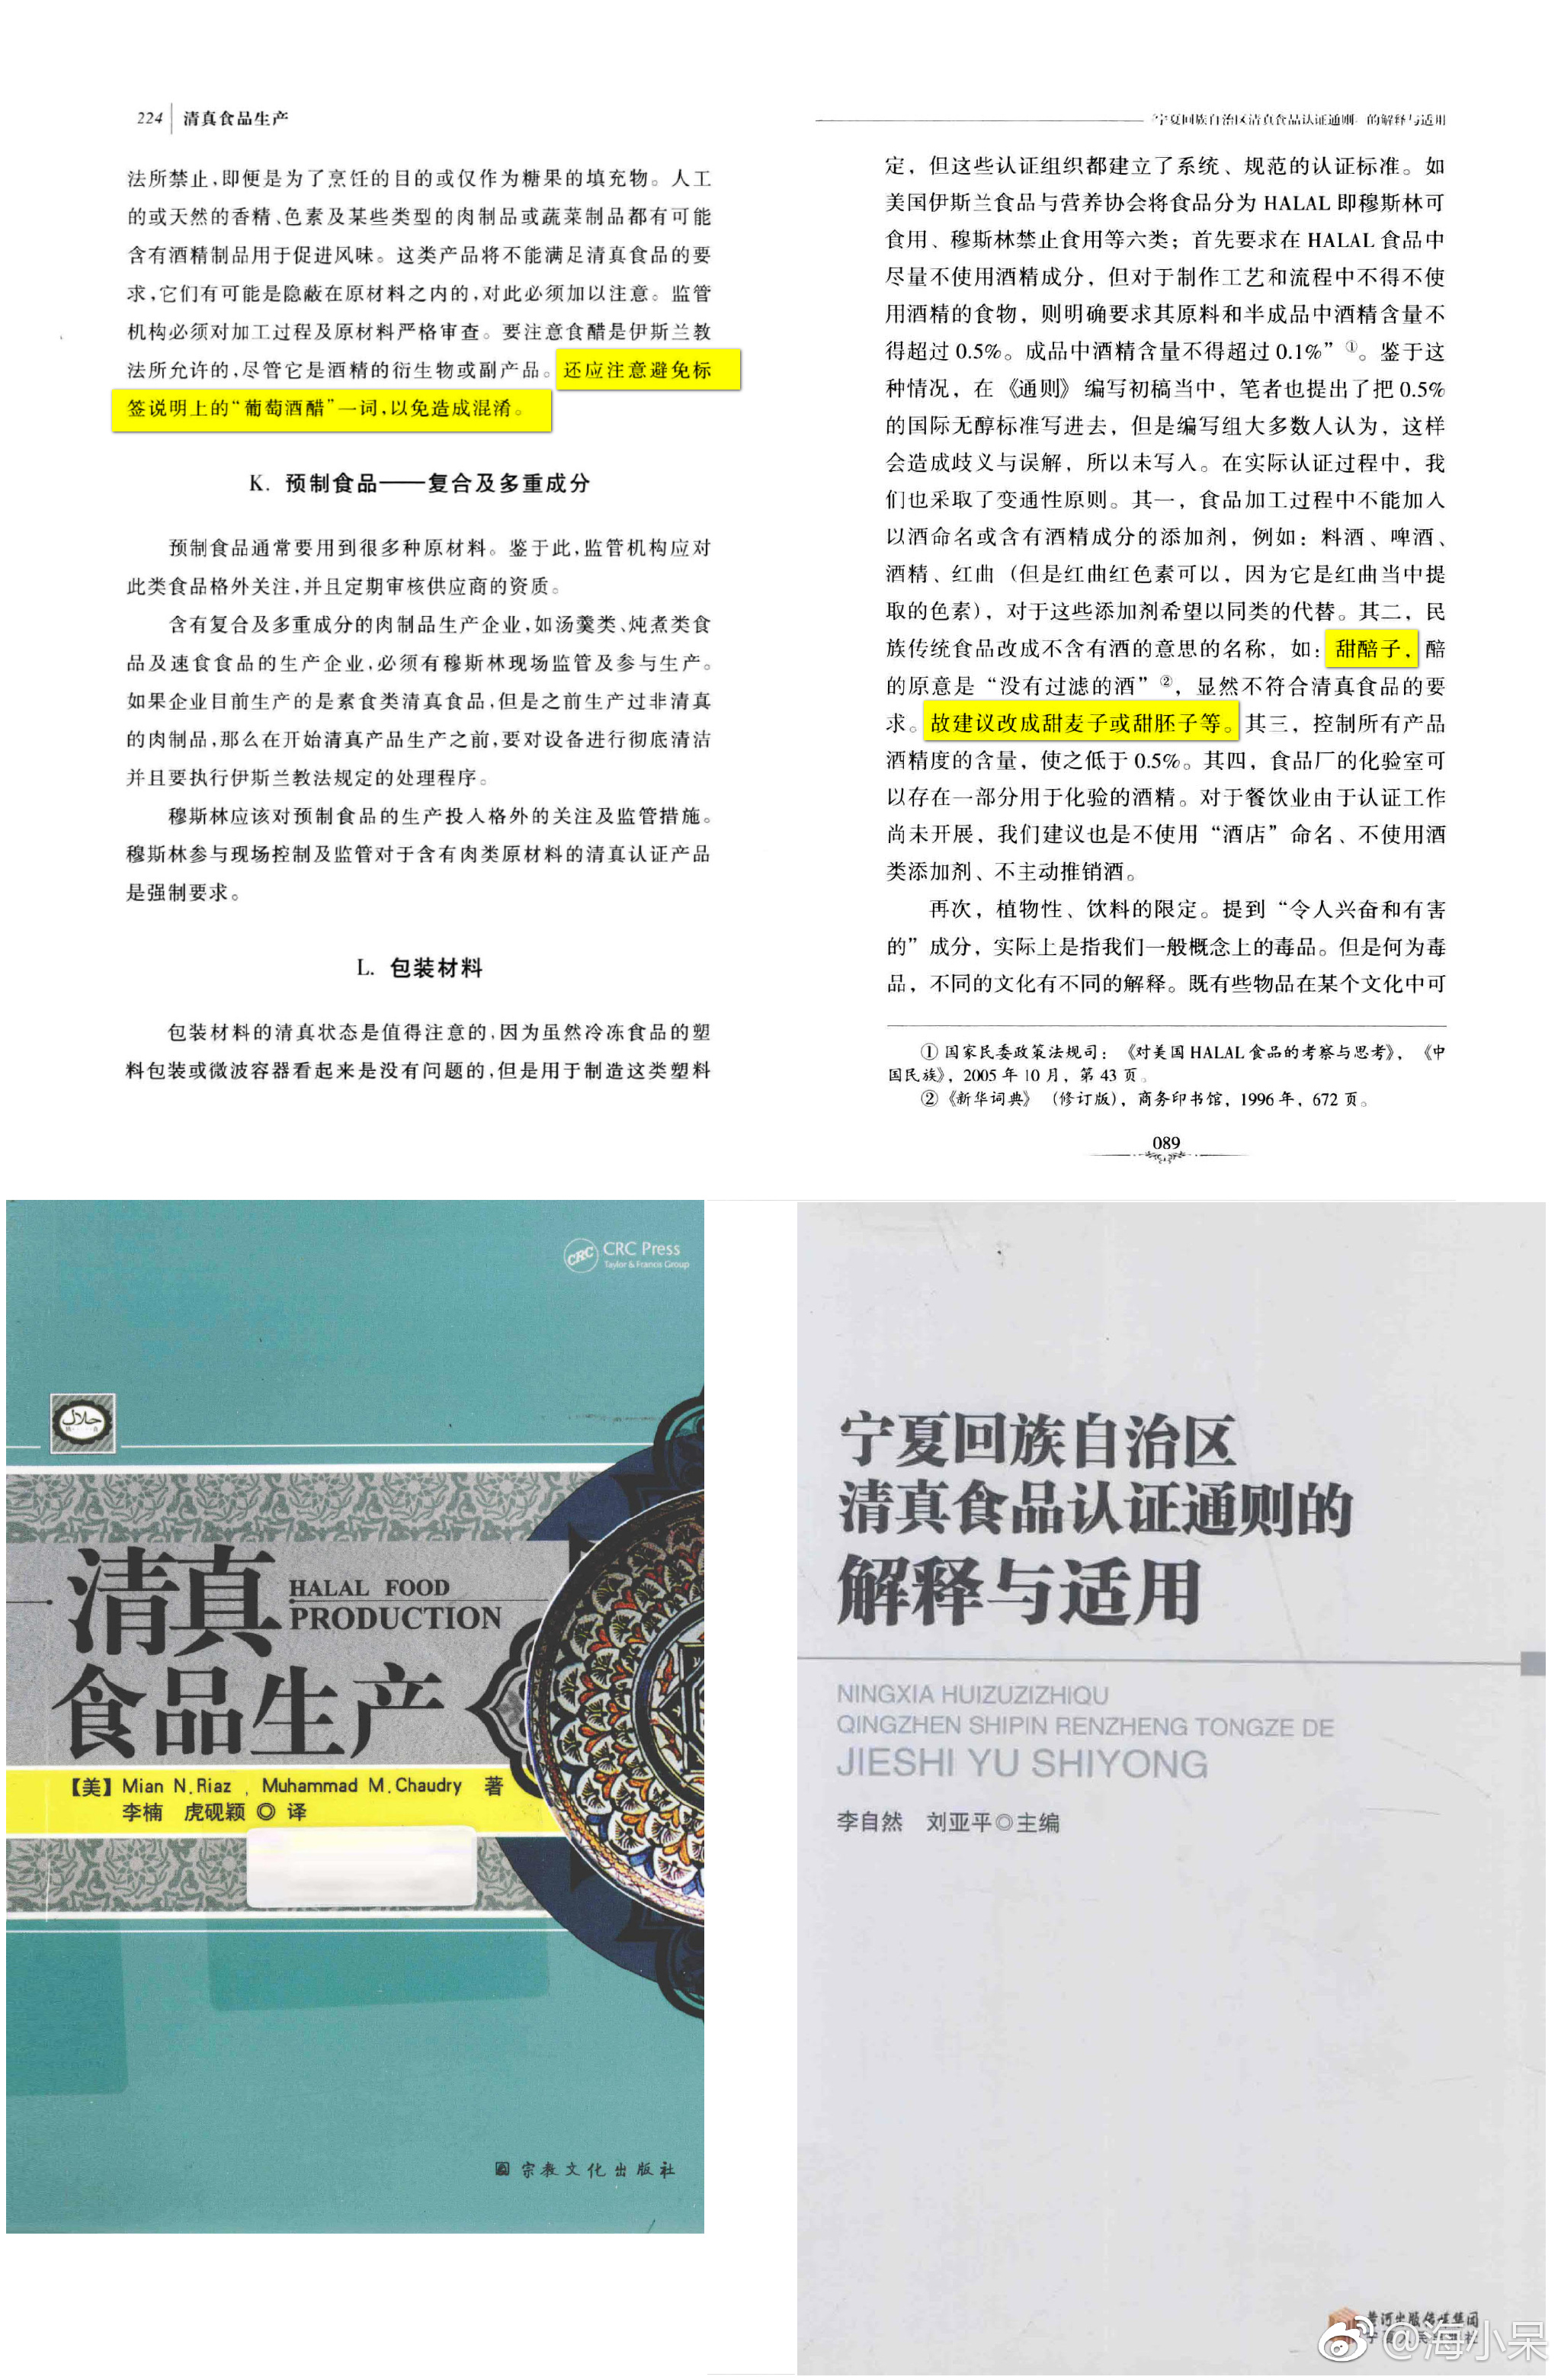 224 清真食品生产
法所禁止,即便是为了烹饪的目的或仅作为糖果的填充物。人工
的或天然的香精、色素及某些类型的肉制品或蔬菜制品都有可能
含有酒精制品用于促进风味。这类产品将不能满足清真食品的要
求,它们有可能是隐蔽在原材料之内的,对此必须加以注意。监管
机构必须对加工过程及原材料严格审查。要注意食醋是伊斯兰教
法所允许的,尽管它是酒精的衍生物或副产品。还应注意避免标
签说明上的“葡萄酒醋”一词,以免造成混淆。
K. 预制食品——复合及多重成分
预制食品通常要用到很多种原材料。鉴于此,监管机构应对
此类食品格外关注,并且定期审核供应商的资质。
含有复合及多重成分的肉制品生产企业,如汤羹类、炖煮类食
品及速食食品的生产企业,必须有穆斯林现场监管及参与生产。
如果企业目前生产的是素食类清真食品,但是之前生产过非清真
的肉制品,那么在开始清真产品生产之前,要对设备进行彻底清洁
并且要执行伊斯兰教法规定的处理程序。
穆斯林应该对预制食品的生产投入格外的关注及监管措施。
穆斯林参与现场控制及监管对于含有肉类原材料的清真认证产品
是强制要求。
L. 包装材料
包装材料的清真状态是值得注意的,因为虽然冷冻食品的塑
料包装或微波容器看起来是没有问题的,但是用于制造这类塑料
宁夏回族自治区清真食品认证通则 的解释与适用
定，但这些认证组织都建立了系统、规范的认证标准。如
美国伊斯兰食品与营养协会将食品分为 HALAL 即穆斯林可
食用、穆斯林禁止食用等六类；首先要求在 HALAL 食品中
尽量不使用酒精成分，但对于制作工艺和流程中不得不使
用酒精的食物，则明确要求其原料和半成品中酒精含量不
得超过 0.5%。成品中酒精含量不得超过 0.1%”①。鉴于这
种情况，在《通则》编写初稿当中，笔者也提出了把 0.5%
的国际无醇标准写进去，但是编写组大多数人认为，这样
会造成歧义与误解，所以未写入。在实际认证过程中，我
们也采取了变通性原则。其一，食品加工过程中不能加入
以酒命名或含有酒精成分的添加剂，例如：料酒、啤酒、
酒精、红曲（但是红曲红色素可以，因为它是红曲当中提
取的色素），对于这些添加剂希望以同类的代替。其二，民
族传统食品改成不含有酒的意思的名称，如：甜醅子，醅
的原意是“没有过滤的酒”②，显然不符合清真食品的要
求。故建议改成甜麦子或甜胚子等。其三，控制所有产品
酒精度的含量，使之低于 0.5%。其四，食品厂的化验室可
以存在一部分用于化验的酒精。对于餐饮业由于认证工作
尚未开展，我们建议也是不使用“酒店”命名、不使用酒
类添加剂、不主动推销酒。
再次，植物性、饮料的限定。提到“令人兴奋和有害
的”成分，实际上是指我们一般概念上的毒品。但是何为毒
品，不同的文化有不同的解释。既有些物品在某个文化中可
① 国家民委政策法规司：《对美国 HALAL 食品的考察与思考》，《中
国民族》，2005 年 10 月，第 43 页。
②《新华词典》（修订版），商务印书馆，1996 年，672 页。
089
CRC CRC Press
Taylor & Francis Group
حلال
清真
HALAL FOOD
PRODUCTION
食品生产
【美】Mian N.Riaz , Muhammad M.Chaudry 著
李楠 虎砚颖 ◎ 译
宗教文化出版社
宁夏回族自治区
清真食品认证通则的
解释与适用
NINGXIA HUIZUZIZHIQU
QINGZHEN SHIPIN RENZHENG TONGZE DE
JIESHI YU SHIYONG
李自然 刘亚平◎主编
黄河出版传媒集团
宁夏人民出版社
@海小呆